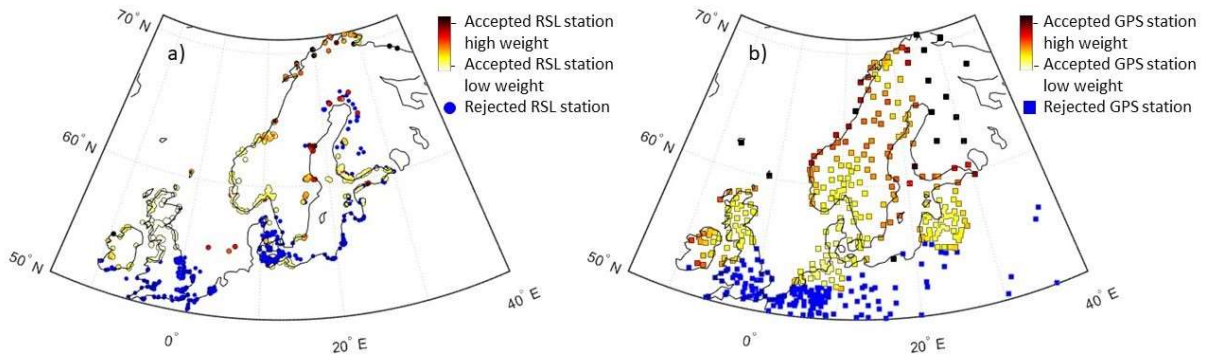 70° N
a)
Accepted RSL station
high weight
Accepted RSL station
low weight
Rejected RSL station
60° N
50° N
0°
20° E
40° E
70° N
b)
Accepted GPS station
high weight
Accepted GPS station
low weight
Rejected GPS station
60° N
50° N
0°
20° E
40° E